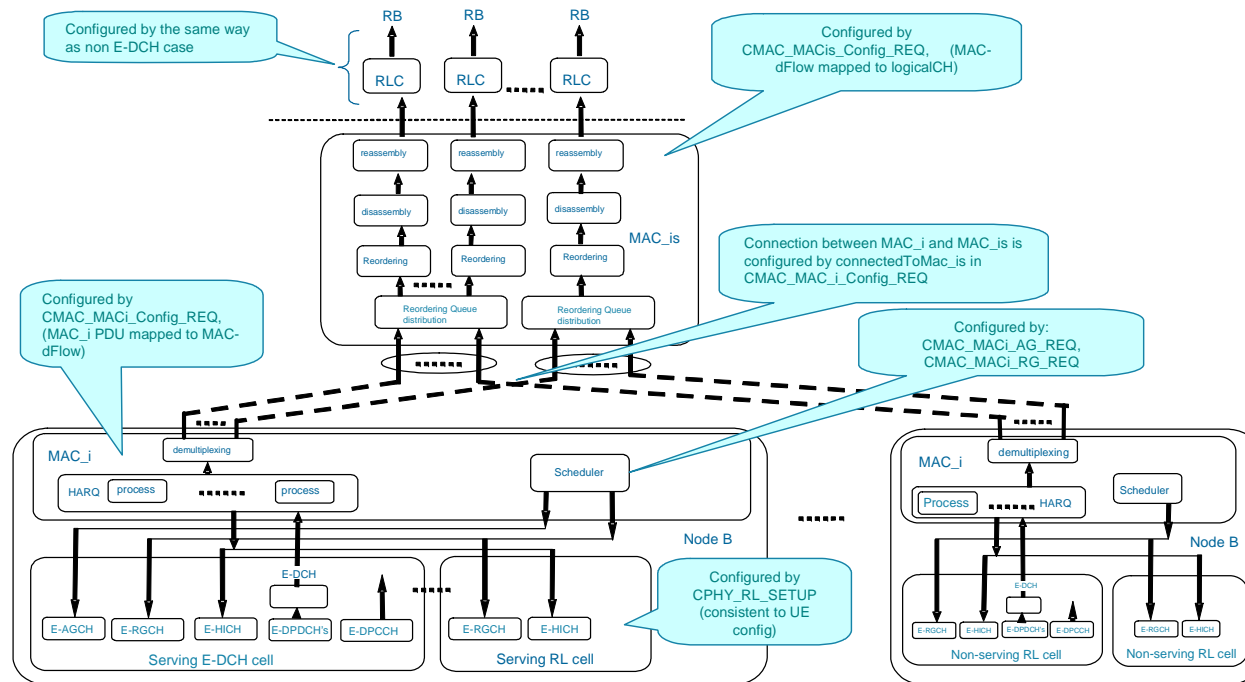 RB
RB
RB
Configured by the same way
as non E-DCH case
RLC
RLC
RLC
Configured by
CMAC_MACis_Config_REQ, (MAC-
dFlow mapped to logicalCH)
reassembly
reassembly
reassembly
disassembly
disassembly
disassembly
MAC_is
Reordering
Reordering
Reordering
Reordering Queue
distribution
Reordering Queue
distribution
Connection between MAC_i and MAC_is is
configured by connectedToMac_is in
CMAC_MAC_i_Config_REQ
Configured by
CMAC_MACi_Config_REQ,
(MAC_i PDU mapped to MAC-
dFlow)
Configured by:
CMAC_MACi_AG_REQ,
CMAC_MACi_RG_REQ
MAC_i
demultiplexing
HARQ
process
process
Scheduler
Node B
E-DCH
E-AGCH
E-RGCH
E-HICH
E-DPDCH's
E-DPCCH
Serving E-DCH cell
E-RGCH
E-HICH
Serving RL cell
Configured by
CPHY_RL_SETUP
(consistent to UE
config)
MAC_i
demultiplexing
Process
HARQ
Scheduler
Node B
E-DCH
E-RGCH
E-HICH
E-DPDCH's
E-DPCCH
Non-serving RL cell
E-RGCH
E-HICH
Non-serving RL cell